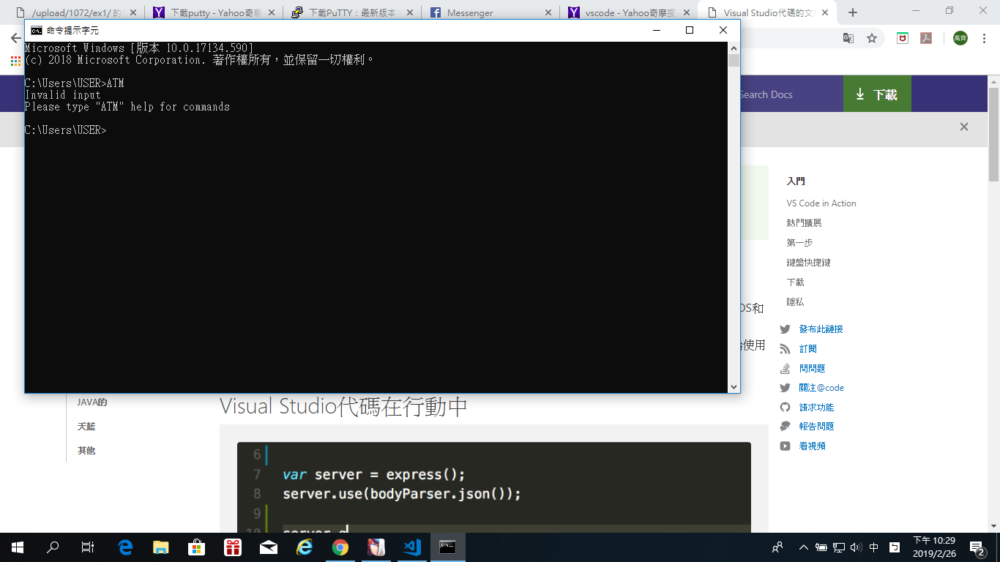 /upload/1072/ex1/ 的
下載putty - Yahoo奇摩
下載PuTTY：最新版本
Messenger
vscode - Yahoo奇摩搜
Visual Studio代碼的文
命令提示字元
Microsoft Windows [版本 10.0.17134.590]
(c) 2018 Microsoft Corporation. 著作權所有，並保留一切權利。
C:\Users\USER>ATM
Invalid input
Please type "ATM" help for commands
C:\Users\USER>
禹齊
Search Docs
下載
入門
VS Code in Action
熱門擴展
第一步
鍵盤快捷鍵
下載
隱私
OS和
始使用
發布此鏈接
訂閱
問問題
關注@code
請求功能
報告問題
看視頻
JAVA的
天藍
其他
Visual Studio代碼在行動中
6
7 var server = express();
8 server.use(bodyParser.json());
9
10 server.g
中
下午 10:29
2019/2/26
2